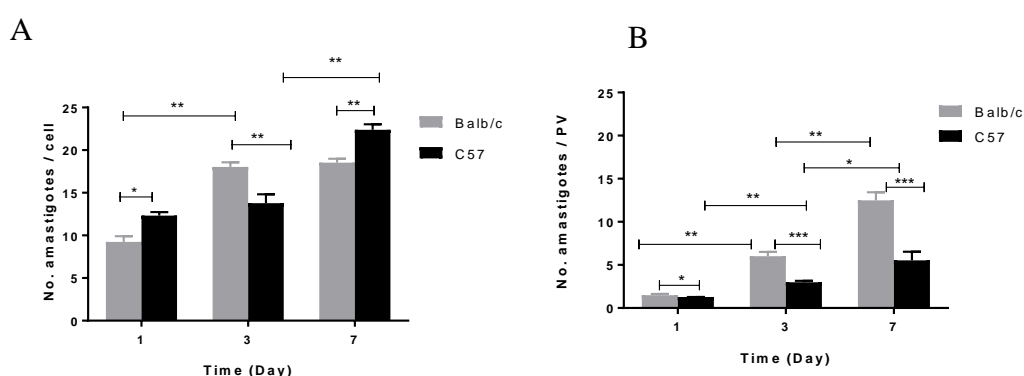 A
No. amastigotes / cell
25
20
15
10
5
0
**
**
**
**
*
Balb/c
C57
1 3 7
Time (Day)
B
No. amastigotes / PV
25
20
15
10
5
0
**
*
***
**
**
***
*
Balb/c
C57
1 3 7
Time (Day)